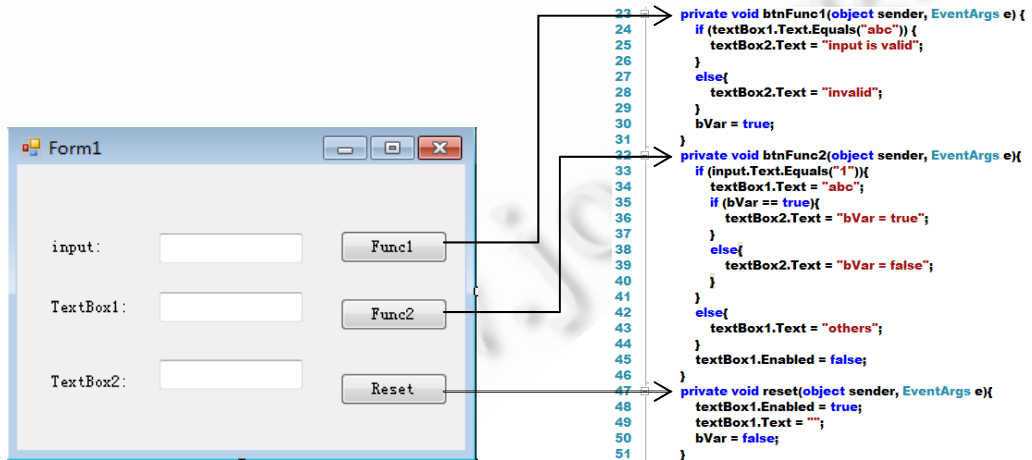 Form1
input:
Func1
TextBox1:
Func2
TextBox2:
Reset
23 private void btnFunc1(object sender, EventArgs e) {
24 if (textBox1.Text.Equals("abc")) {
25 textBox2.Text = "input is valid";
26 }
27 else{
28 textBox2.Text = "invalid";
29 }
30 bVar = true;
31 }
32 private void btnFunc2(object sender, EventArgs e){
33 if (input.Text.Equals("1")){
34 textBox1.Text = "abc";
35 if (bVar == true){
36 textBox2.Text = "bVar = true";
37 }
38 else{
39 textBox2.Text = "bVar = false";
40 }
41 }
42 else{
43 textBox1.Text = "others";
44 }
45 textBox1.Enabled = false;
46 }
47 private void reset(object sender, EventArgs e){
48 textBox1.Enabled = true;
49 textBox1.Text = "";
50 bVar = false;
51 }